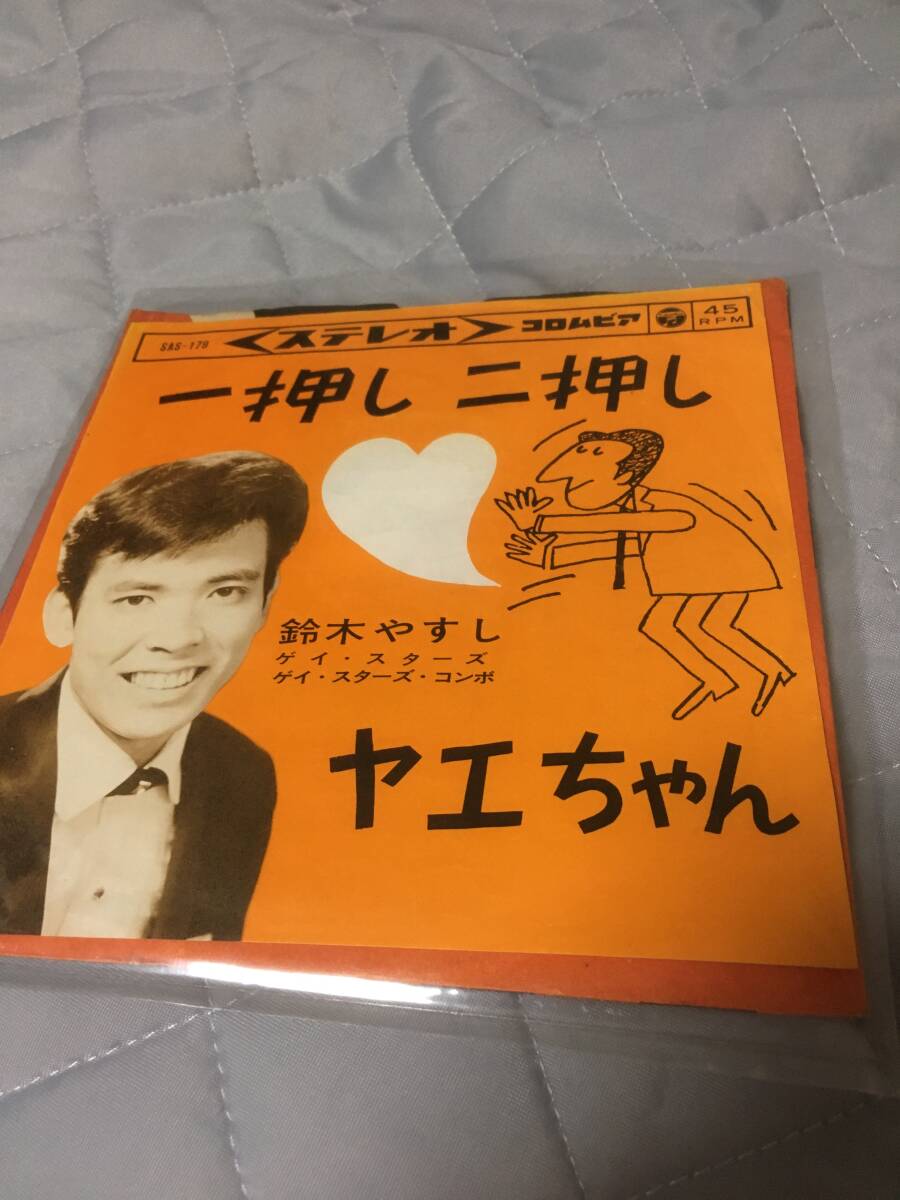 SAS-179 <ステレオ> コロムビア 45 RPM
一押し 二押し
鈴木やすし
ゲイ・スターズ
ゲイ・スターズ・コンボ
ヤエちゃん